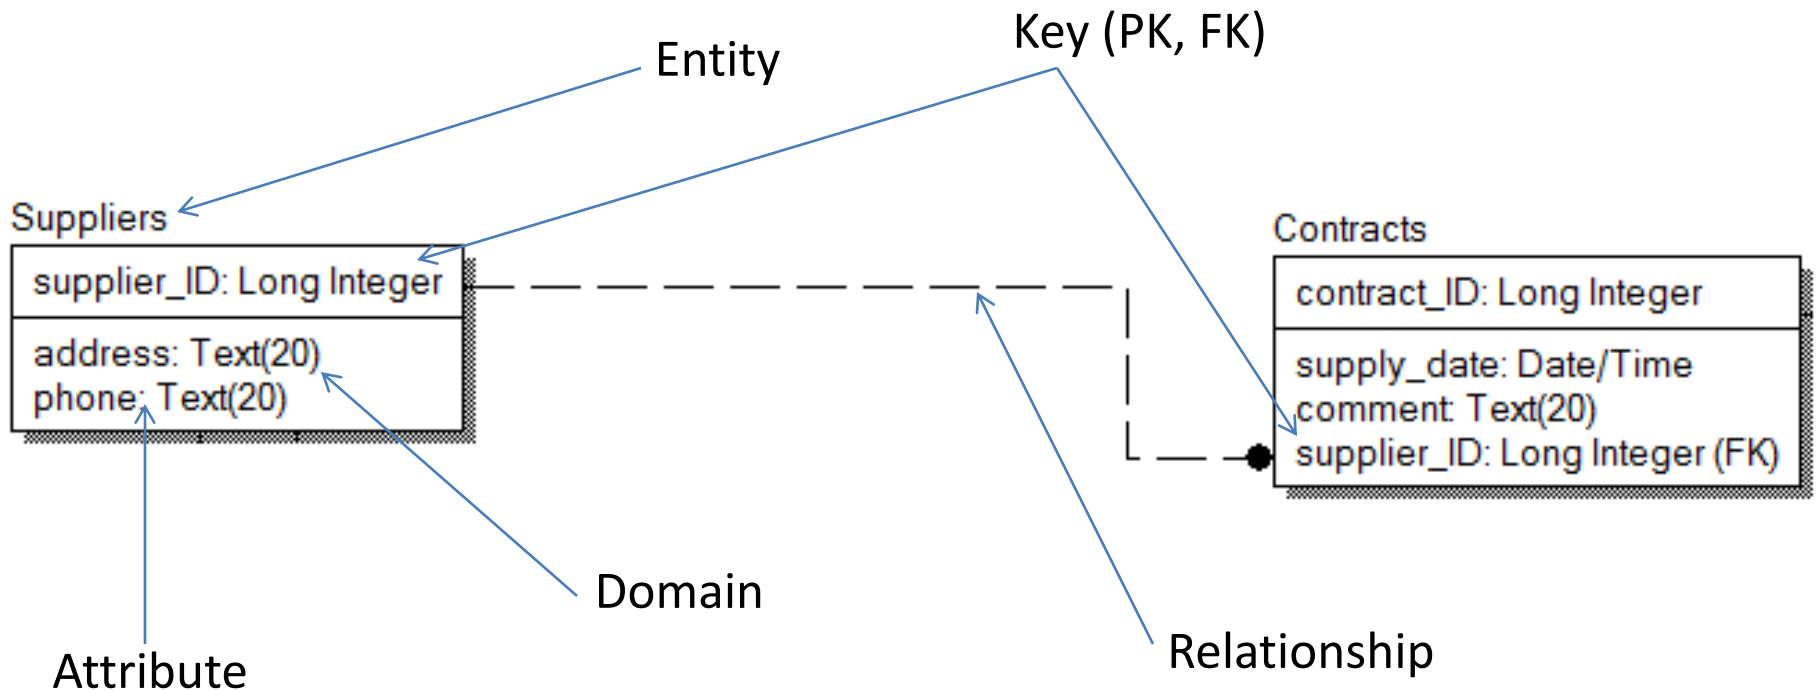 Key (PK, FK)
Entity
Suppliers
supplier_ID: Long Integer
address: Text(20)
phone: Text(20)
Contracts
contract_ID: Long Integer
supply_date: Date/Time
comment: Text(20)
supplier_ID: Long Integer (FK)
Domain
Relationship
Attribute